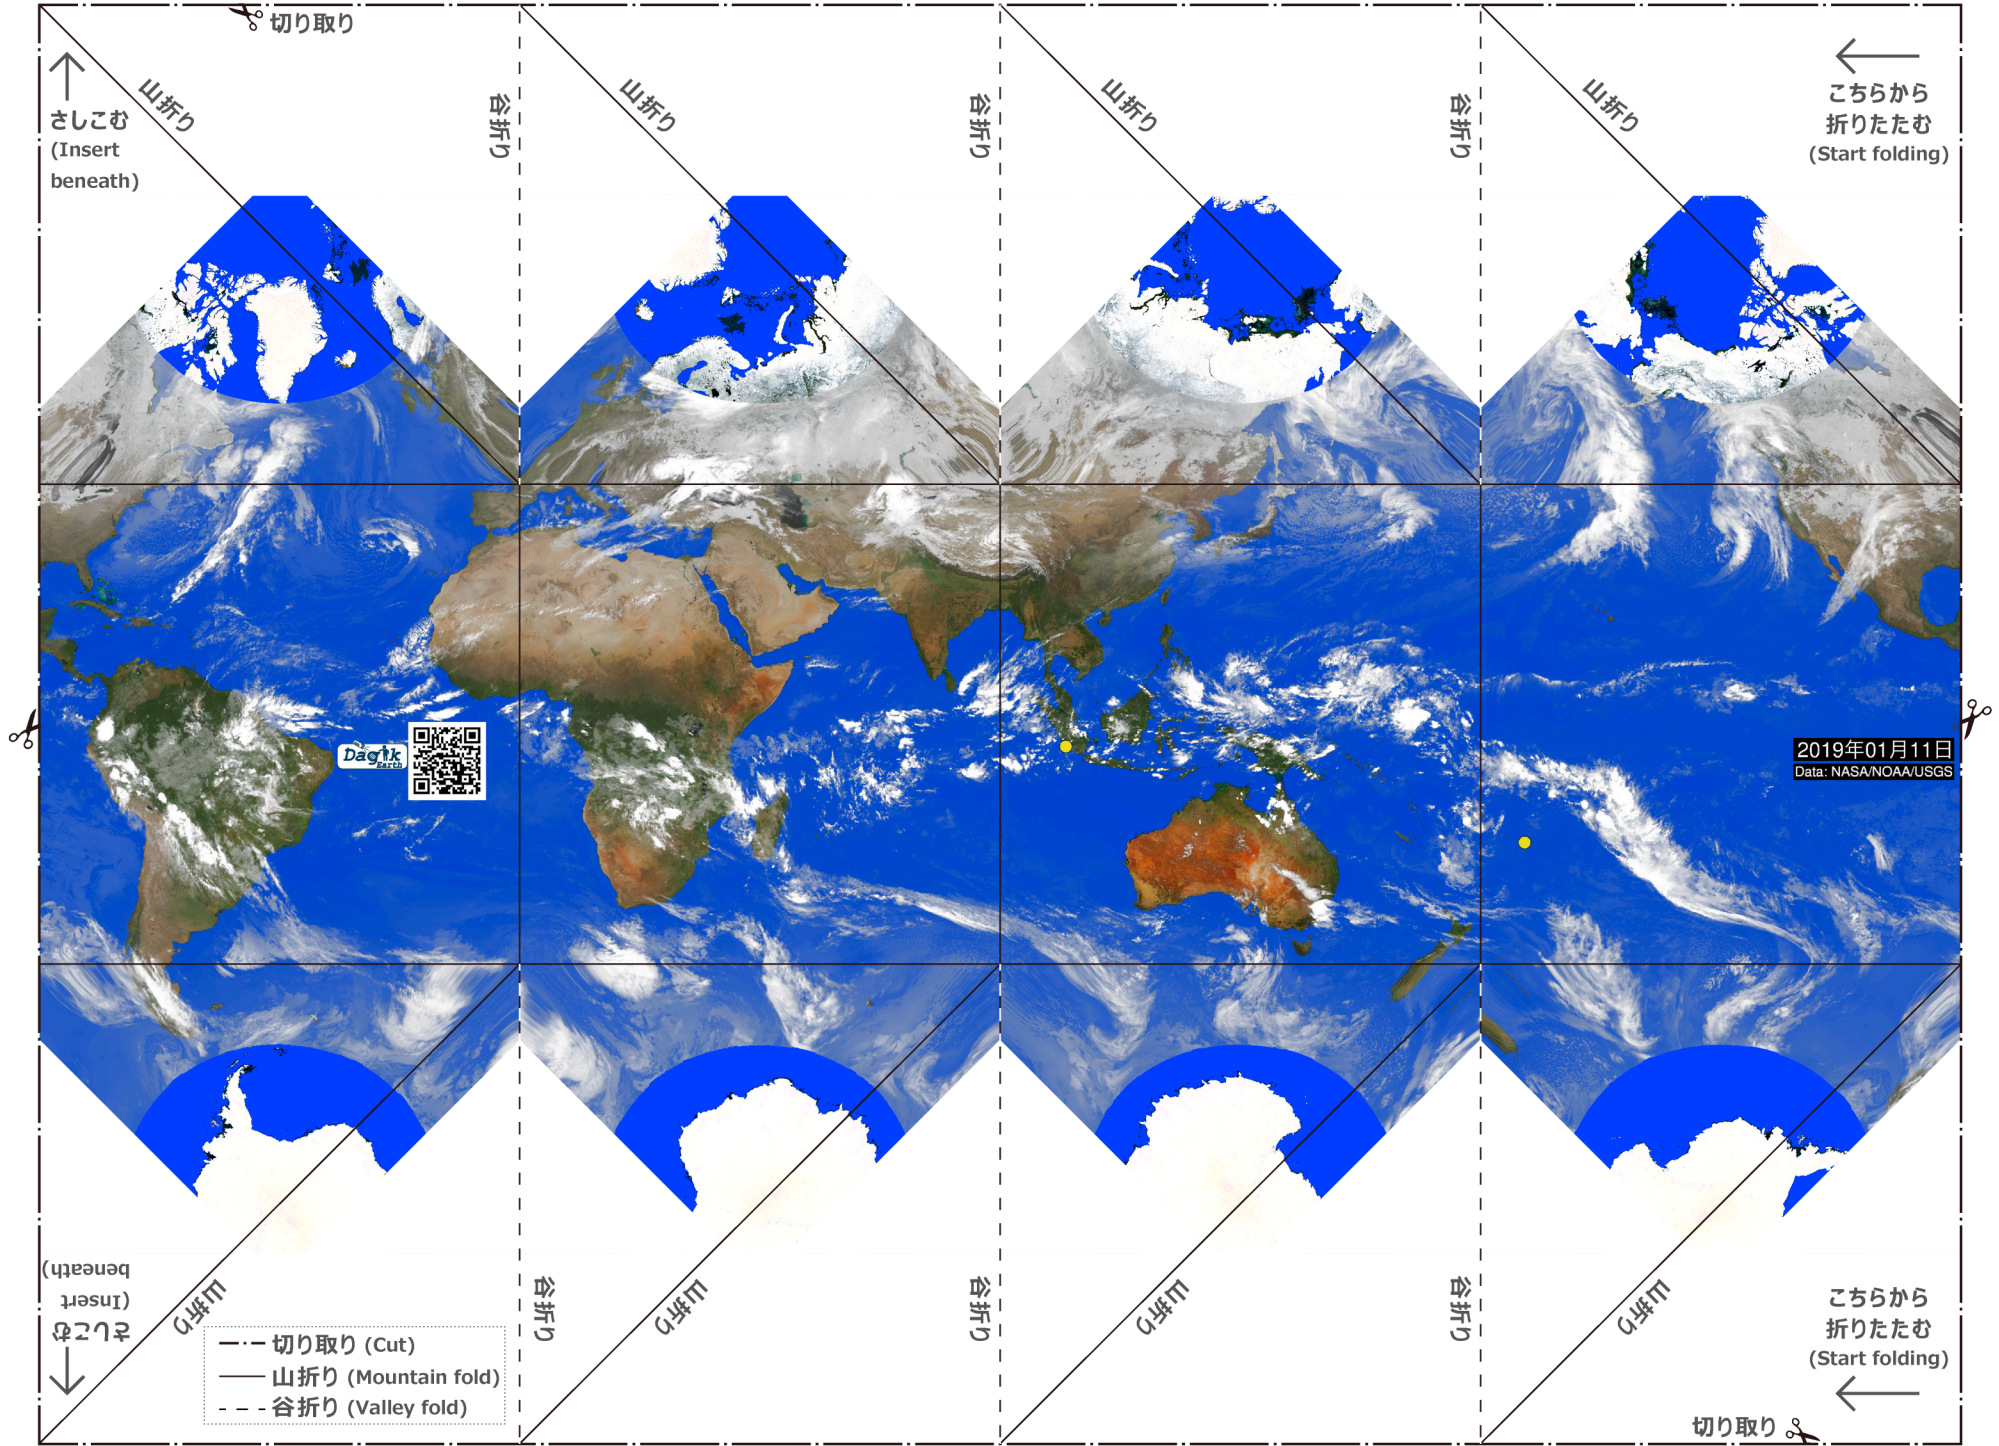 切り取り
さしこむ
(Insert
beneath)
山折り
谷折り
山折り
谷折り
山折り
谷折り
山折り
こちらから
折りたたむ
(Start folding)
Dagik
Earth
2019年01月11日
Data: NASA/NOAA/USGS
さしこむ
(Insert
beneath)
山折り
谷折り
山折り
谷折り
山折り
谷折り
山折り
こちらから
折りたたむ
(Start folding)
切り取り (Cut)
山折り (Mountain fold)
谷折り (Valley fold)
切り取り